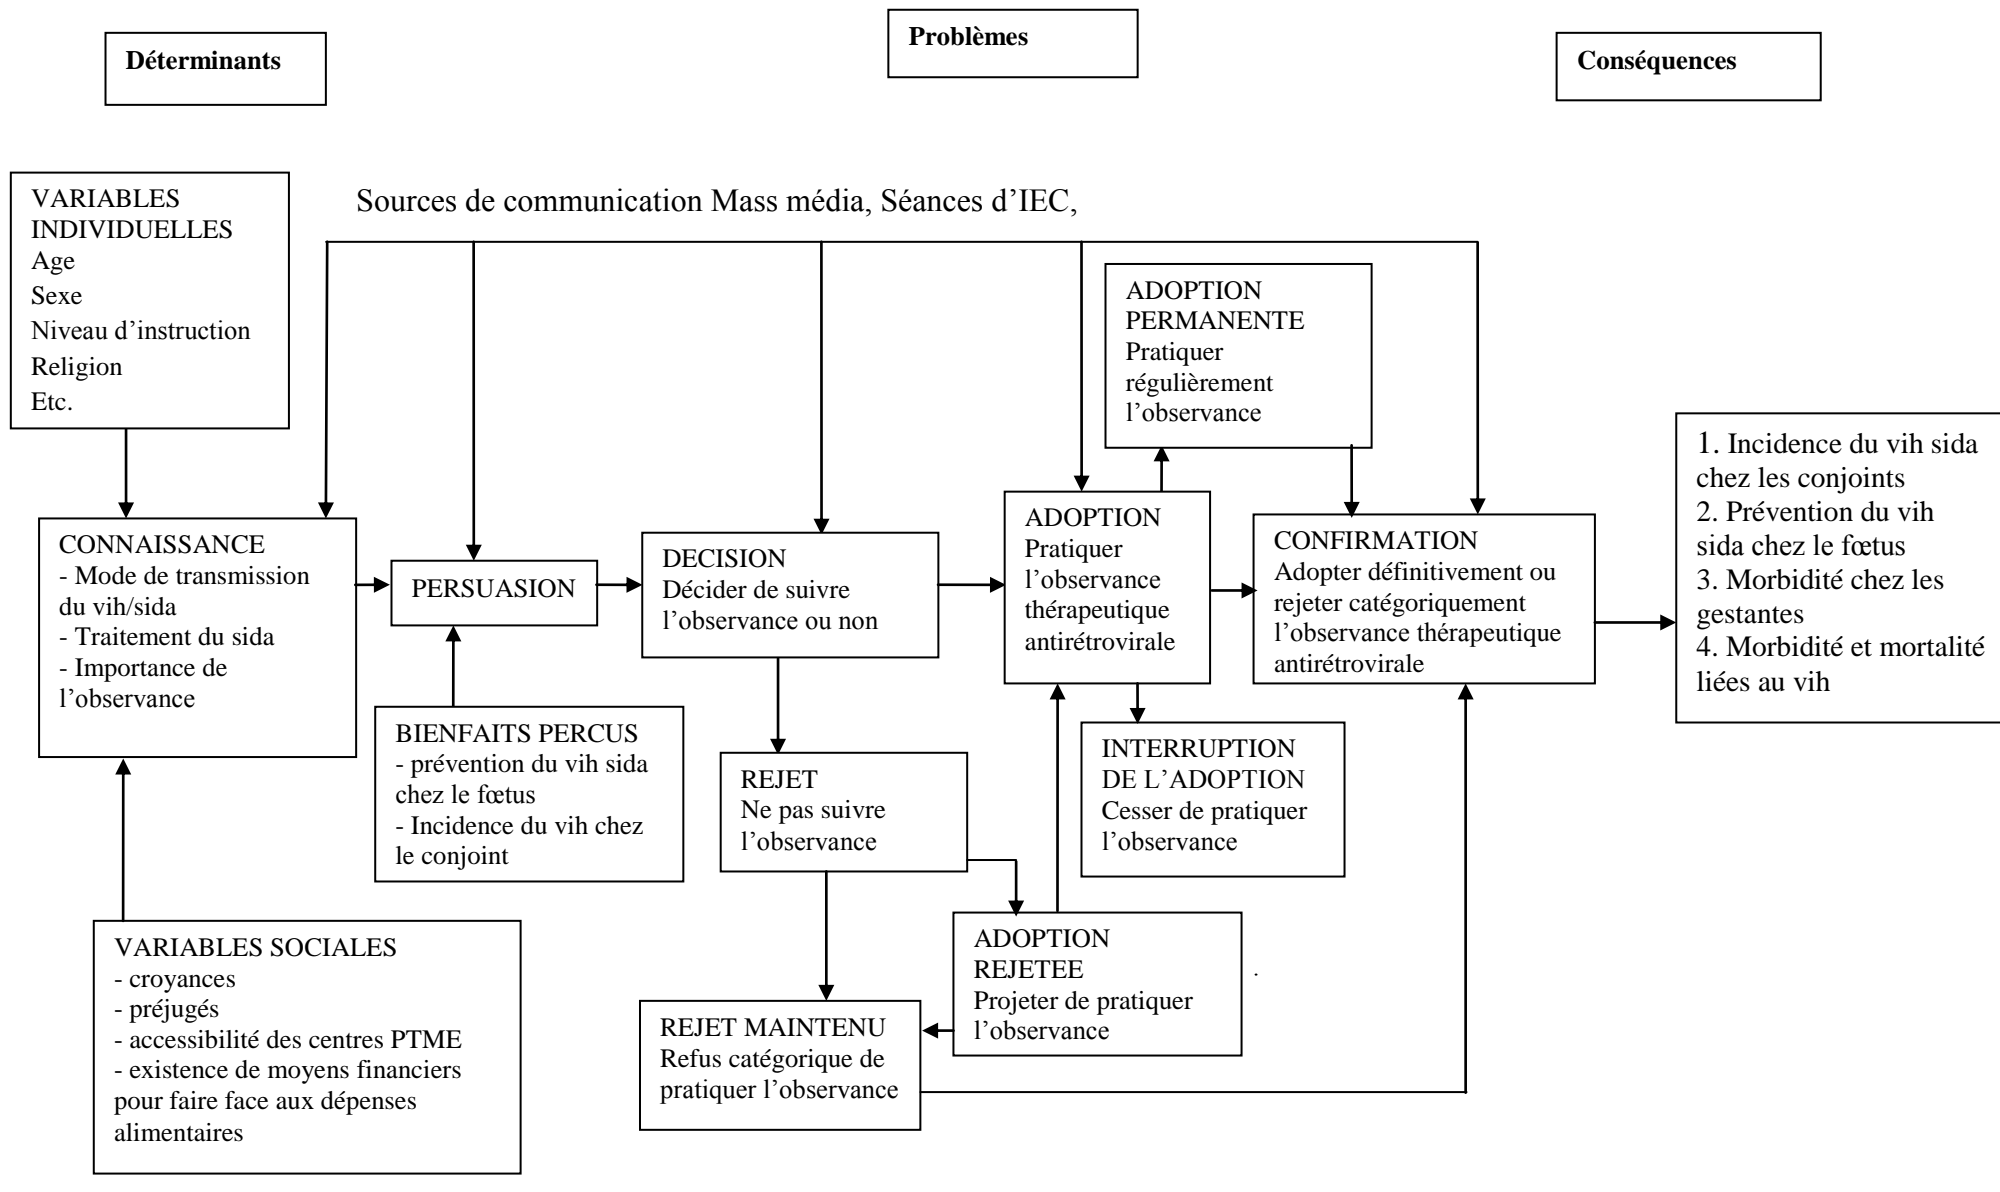 Déterminants
Problèmes
Conséquences
VARIABLES
INDIVIDUELLES
Age
Sexe
Niveau d’instruction
Religion
Etc.
Sources de communication Mass média, Séances d’IEC,
ADOPTION
PERMANENTE
Pratiquer
régulièrement
l’observance
CONNAISSANCE
- Mode de transmission
du vih/sida
- Traitement du sida
- Importance de
l’observance
PERSUASION
DECISION
Décider de suivre
l’observance ou non
ADOPTION
Pratiquer
l’observance
thérapeutique
antirétrovirale
CONFIRMATION
Adopter définitivement ou
rejeter catégoriquement
l’observance thérapeutique
antirétrovirale
1. Incidence du vih sida
chez les conjoints
2. Prévention du vih
sida chez le fœtus
3. Morbidité chez les
gestantes
4. Morbidité et mortalité
liées au vih
BIENFAITS PERCUS
- prévention du vih sida
chez le fœtus
- Incidence du vih chez
le conjoint
REJET
Ne pas suivre
l’observance
INTERRUPTION
DE L’ADOPTION
Cesser de pratiquer
l’observance
VARIABLES SOCIALES
- croyances
- préjugés
- accessibilité des centres PTME
- existence de moyens financiers
pour faire face aux dépenses
alimentaires
ADOPTION
REJETEE
Projeter de pratiquer
l’observance
.
REJET MAINTENU
Refus catégorique de
pratiquer l’observance